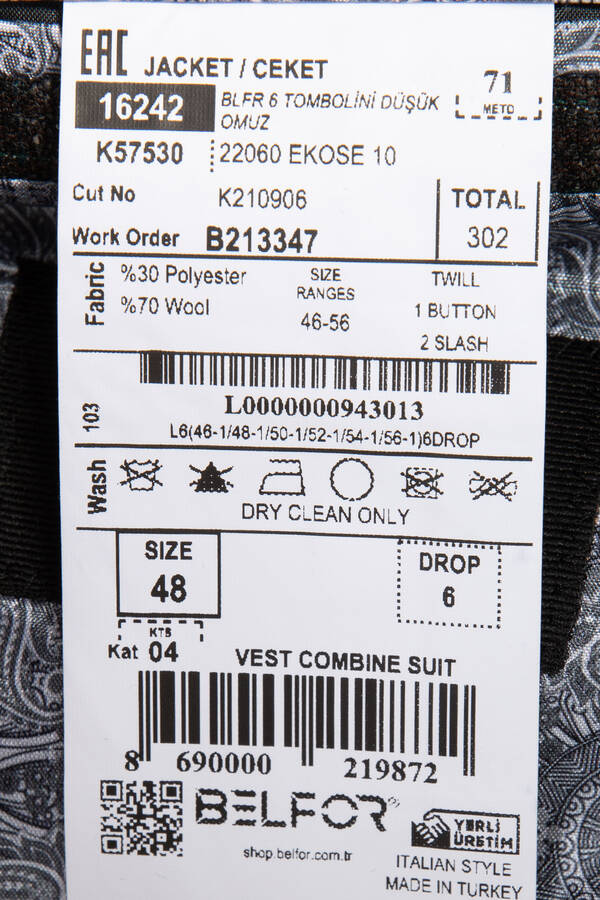 EAC JACKET / CEKET
16242 BLFR 6 TOMBOLİNİ DÜŞÜK
OMUZ
71
METO
K57530 22060 EKOSE 10
Cut No K210906
TOTAL
302
Work Order B213347
Fabric
%30 Polyester
%70 Wool
SIZE
RANGES
46-56
TWILL
1 BUTTON
2 SLASH
103
L0000000943013
L6(46-1/48-1/50-1/52-1/54-1/56-1)6DROP
Wash
DRY CLEAN ONLY
SIZE
48
DROP
6
KTS
Kat 04
VEST COMBINE SUIT
8 690000 219872
BELFOR
shop.belfor.com.tr
YERLİ
ÜRETİM
ITALIAN STYLE
MADE IN TURKEY